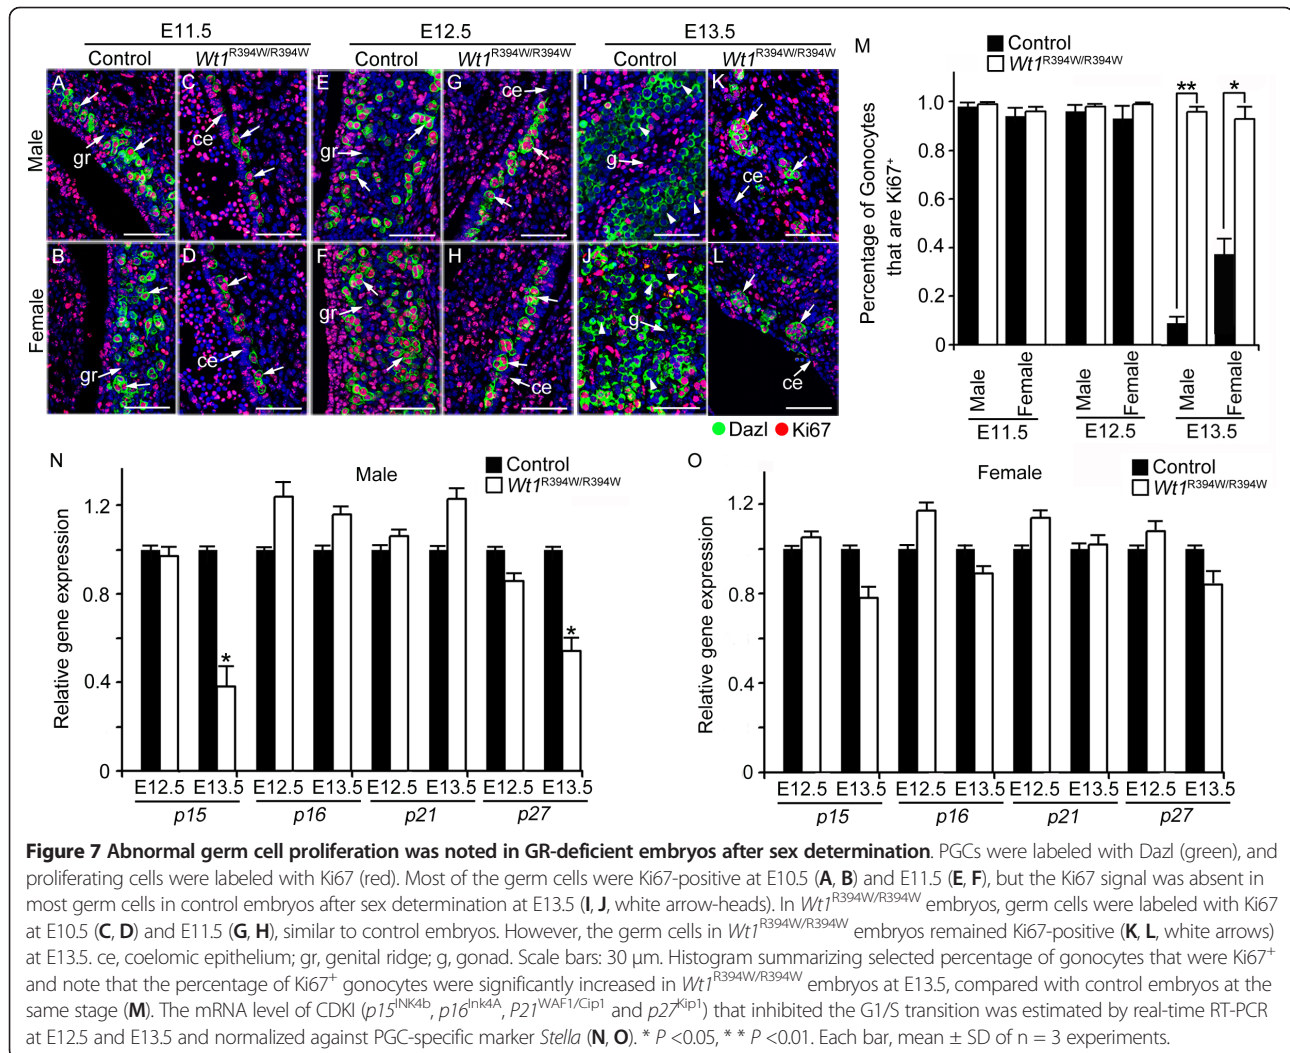 E11.5 E12.5 E13.5
Control Wt1R394W/R394W Control Wt1R394W/R394W Control Wt1R394W/R394W
Male
A gr
C ce
E gr
G ce
I g
K ce
Female
B gr
D ce
F gr
H ce
J g
L ce
Dazl Ki67
M
Control
Wt1R394W/R394W
Percentage of Gonocytes
that are Ki67+
** *
1.0
0.8
0.6
0.4
0.2
0
Male Female Male Female Male Female
E11.5 E12.5 E13.5
N
Male
Control
Wt1R394W/R394W
Relative gene expression
1.2
0.8
0.4
0
* *
E12.5 E13.5 E12.5 E13.5 E12.5 E13.5 E12.5 E13.5
p15 p16 p21 p27
O
Female
Control
Wt1R394W/R394W
Relative gene expression
1.2
0.8
0.4
0
E12.5 E13.5 E12.5 E13.5 E12.5 E13.5 E12.5 E13.5
p15 p16 p21 p27
Figure 7 Abnormal germ cell proliferation was noted in GR-deficient embryos after sex determination. PGCs were labeled with Dazl (green), and
proliferating cells were labeled with Ki67 (red). Most of the germ cells were Ki67-positive at E10.5 (A, B) and E11.5 (E, F), but the Ki67 signal was absent in
most germ cells in control embryos after sex determination at E13.5 (I, J, white arrow-heads). In Wt1R394W/R394W embryos, germ cells were labeled with Ki67
at E10.5 (C, D) and E11.5 (G, H), similar to control embryos. However, the germ cells in Wt1R394W/R394W embryos remained Ki67-positive (K, L, white arrows)
at E13.5. ce, coelomic epithelium; gr, genital ridge; g, gonad. Scale bars: 30 μm. Histogram summarizing selected percentage of gonocytes that were Ki67+
and note that the percentage of Ki67+ gonocytes were significantly increased in Wt1R394W/R394W embryos at E13.5, compared with control embryos at the
same stage (M). The mRNA level of CDKI (p15INK4b, p16Ink4A, P21WAF1/Cip1 and p27Kip1) that inhibited the G1/S transition was estimated by real-time RT-PCR
at E12.5 and E13.5 and normalized against PGC-specific marker Stella (N, O). * P <0.05, * * P <0.01. Each bar, mean ± SD of n = 3 experiments.